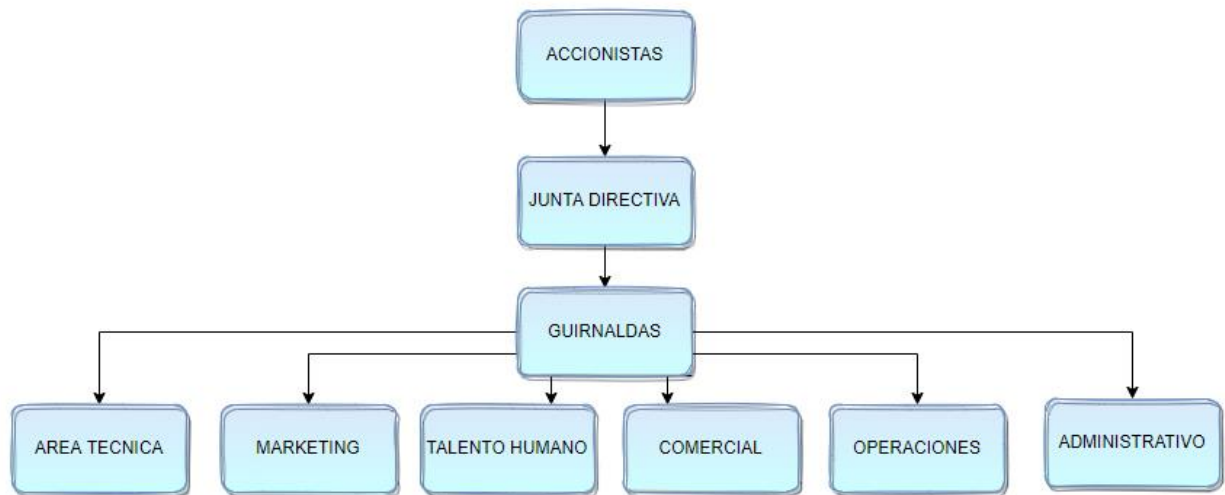 ACCIONISTAS
JUNTA DIRECTIVA
GUIRNALDAS
AREA TECNICA
MARKETING
TALENTO HUMANO
COMERCIAL
OPERACIONES
ADMINISTRATIVO